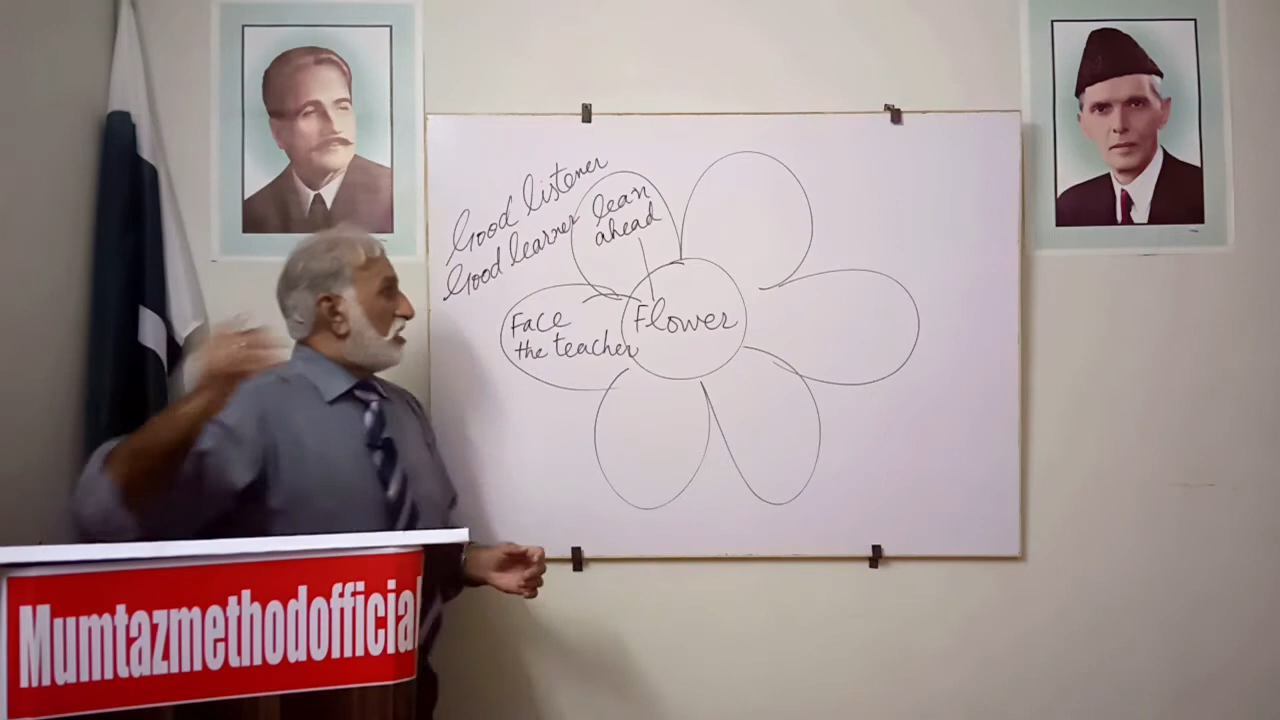 Good listener
Good learner
lean
ahead
Face
the teacher
Flower
Mumtazmethodofficial